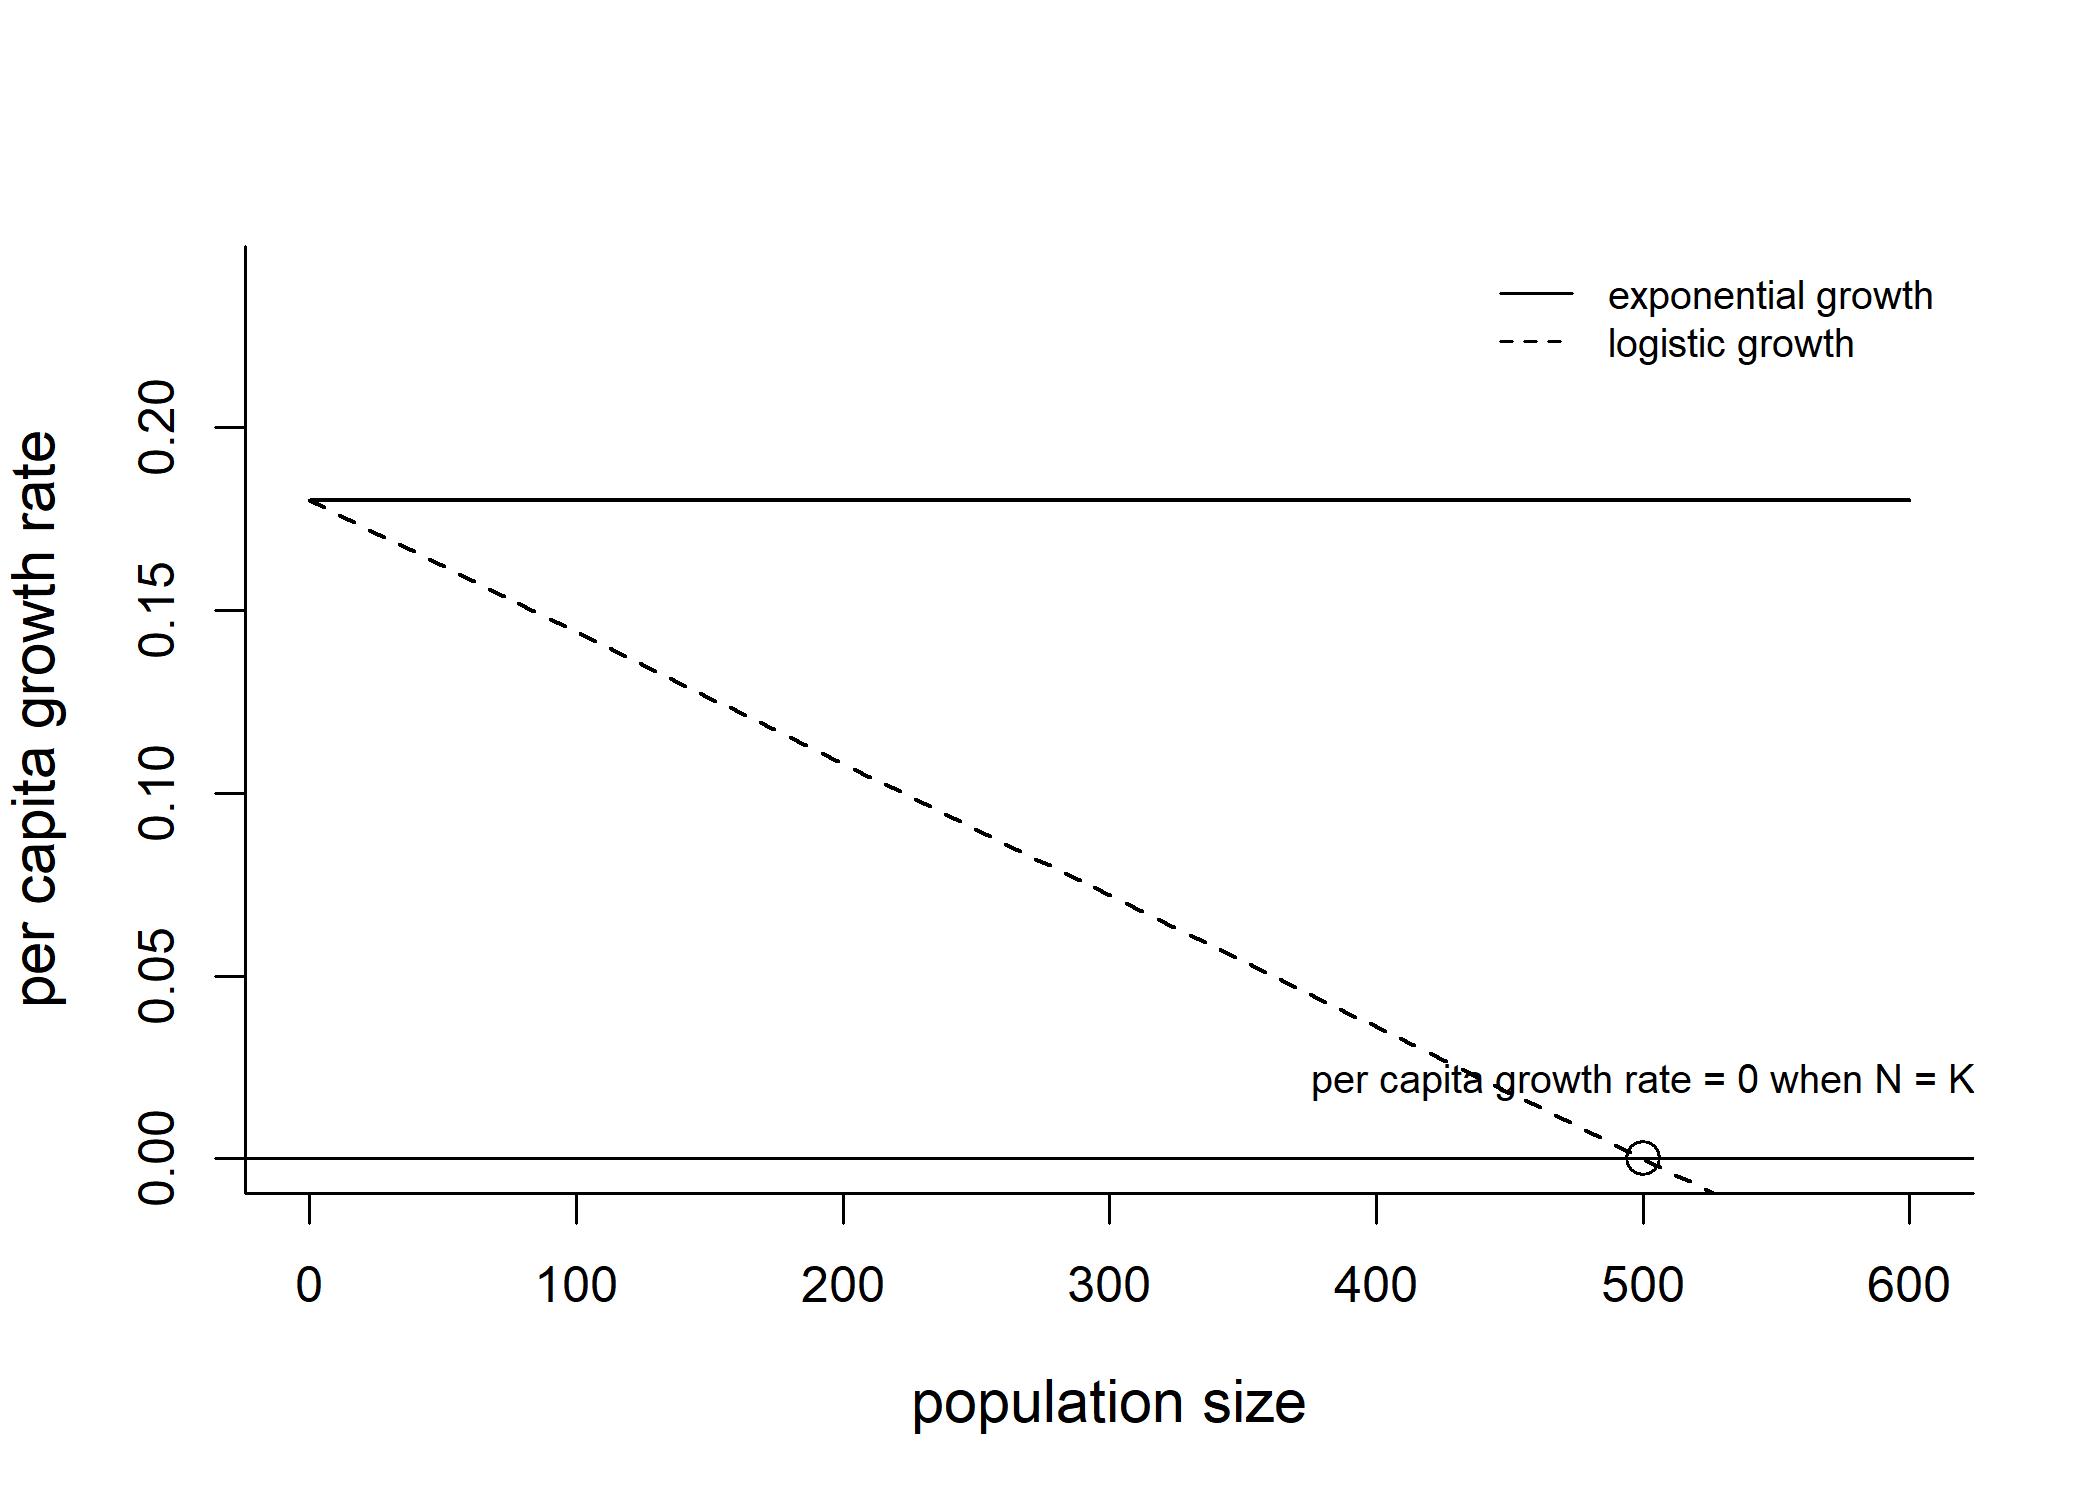 exponential growth
logistic growth
per capita growth rate
0.20
0.15
0.10
0.05
0.00
per capita growth rate = 0 when N = K
0 100 200 300 400 500 600
population size